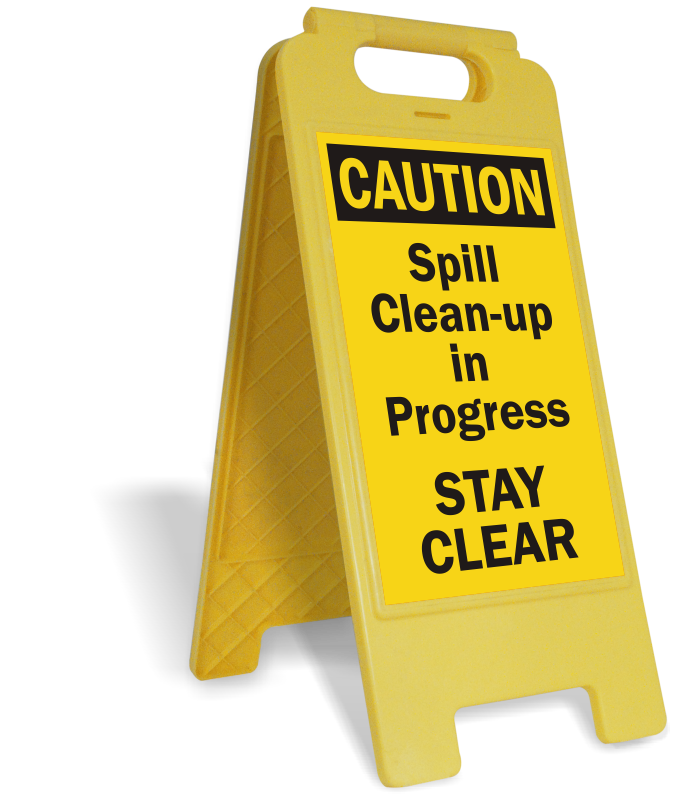 CAUTION
Spill
Clean-up
in
Progress
STAY
CLEAR